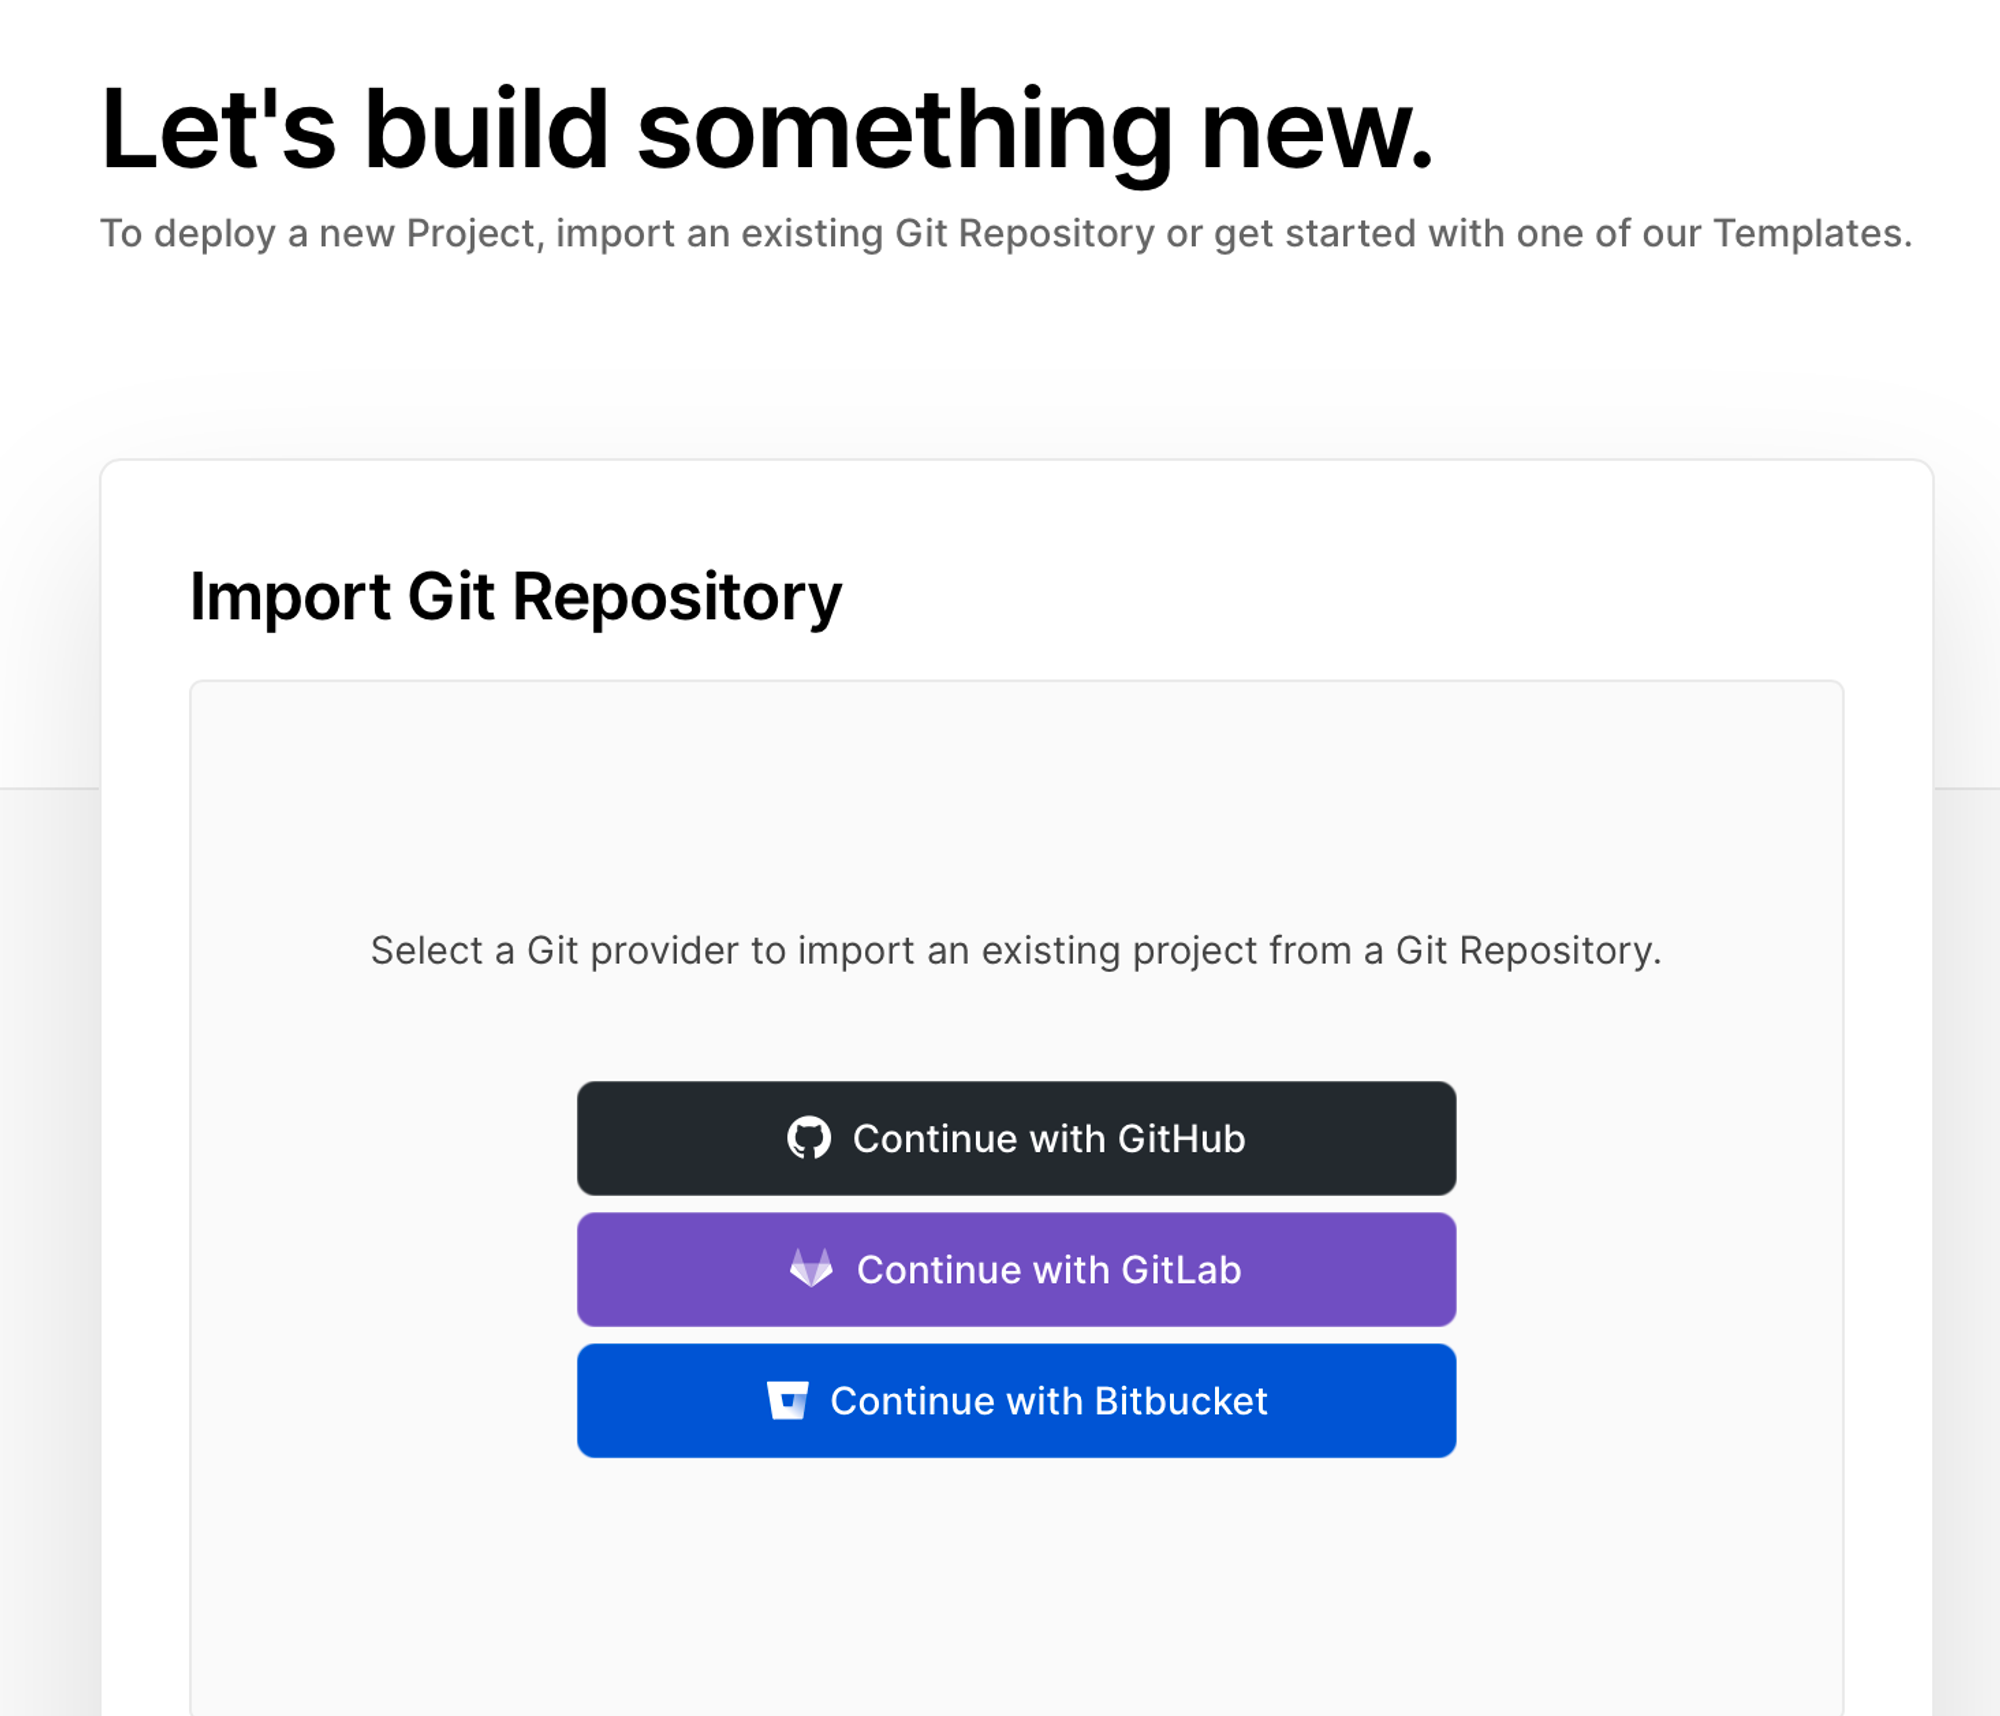 Let's build something new.
To deploy a new Project, import an existing Git Repository or get started with one of our Templates.
Import Git Repository
Select a Git provider to import an existing project from a Git Repository.
Continue with GitHub
Continue with GitLab
Continue with Bitbucket